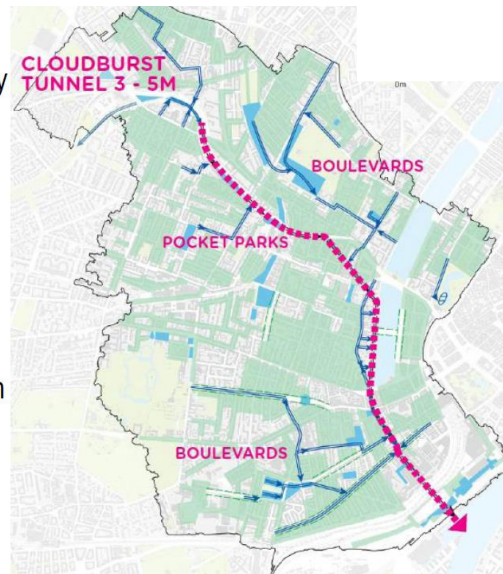 CLOUDBURST
TUNNEL 3 - 5M
BOULEVARDS
POCKET PARKS
BOULEVARDS